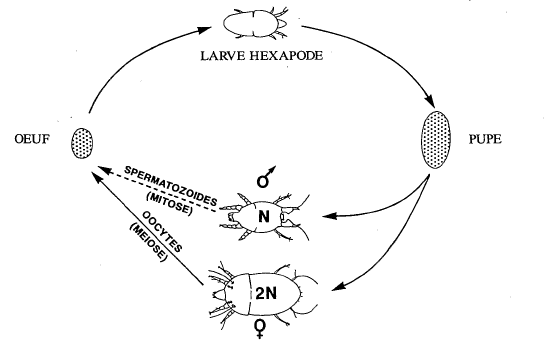 LARVE HEXAPODE
OEUF
PUPE
SPERMATOZOIDES
(MITOSE)
♂
N
OOCYTES
(MEIOSE)
2N
♀